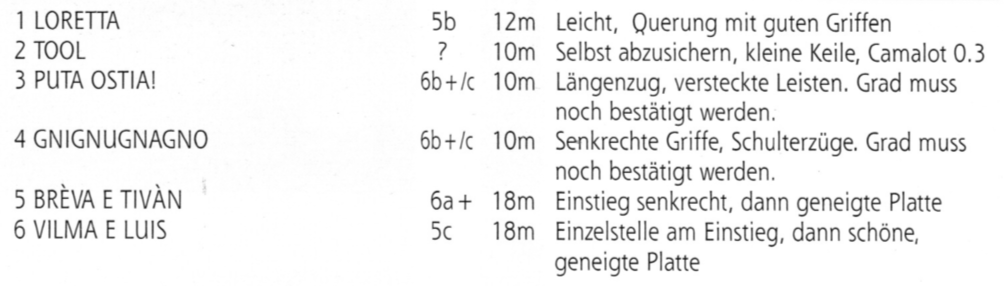 1 LORETTA 5b 12m Leicht, Querung mit guten Griffen
2 TOOL ? 10m Selbst abzusichern, kleine Keile, Camalot 0.3
3 PUTA OSTIA! 6b+/c 10m Längenzug, versteckte Leisten. Grad muss
noch bestätigt werden.
4 GNIGNUGNAGNO 6b+/c 10m Senkrechte Griffe, Schulterzüge. Grad muss
noch bestätigt werden.
5 BRÈVA E TIVÀN 6a+ 18m Einstieg senkrecht, dann geneigte Platte
6 VILMA E LUIS 5c 18m Einzelstelle am Einstieg, dann schöne,
geneigte Platte